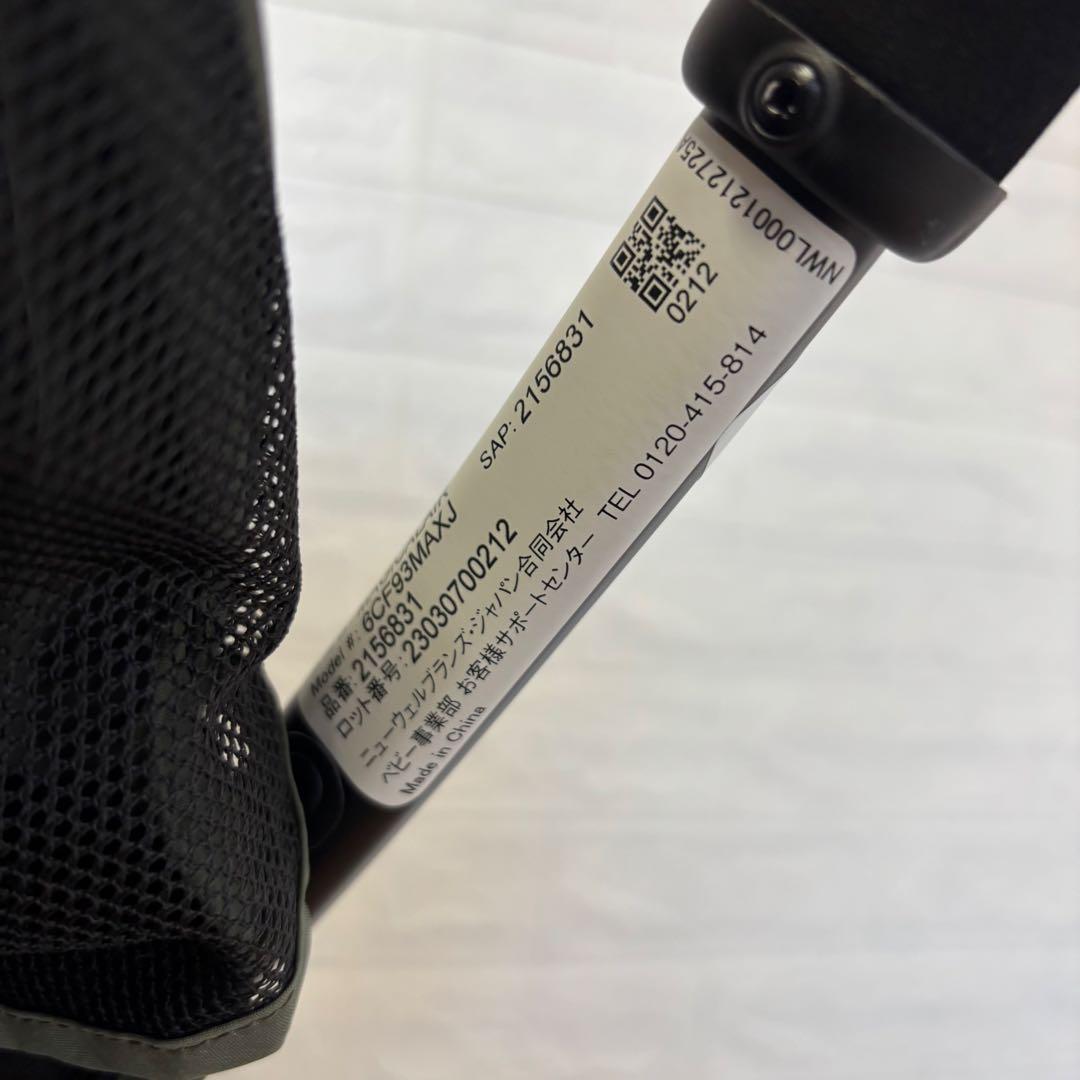 Model #: 6CF93MAXJ
品番: 2156831
ロット番号: 23030700212
ニューウェルブランズ・ジャパン合同会社
ベビー事業部 お客様サポートセンター TEL 0120-415-814
Made in China
SAP: 2156831
0212
NWL0001212725A